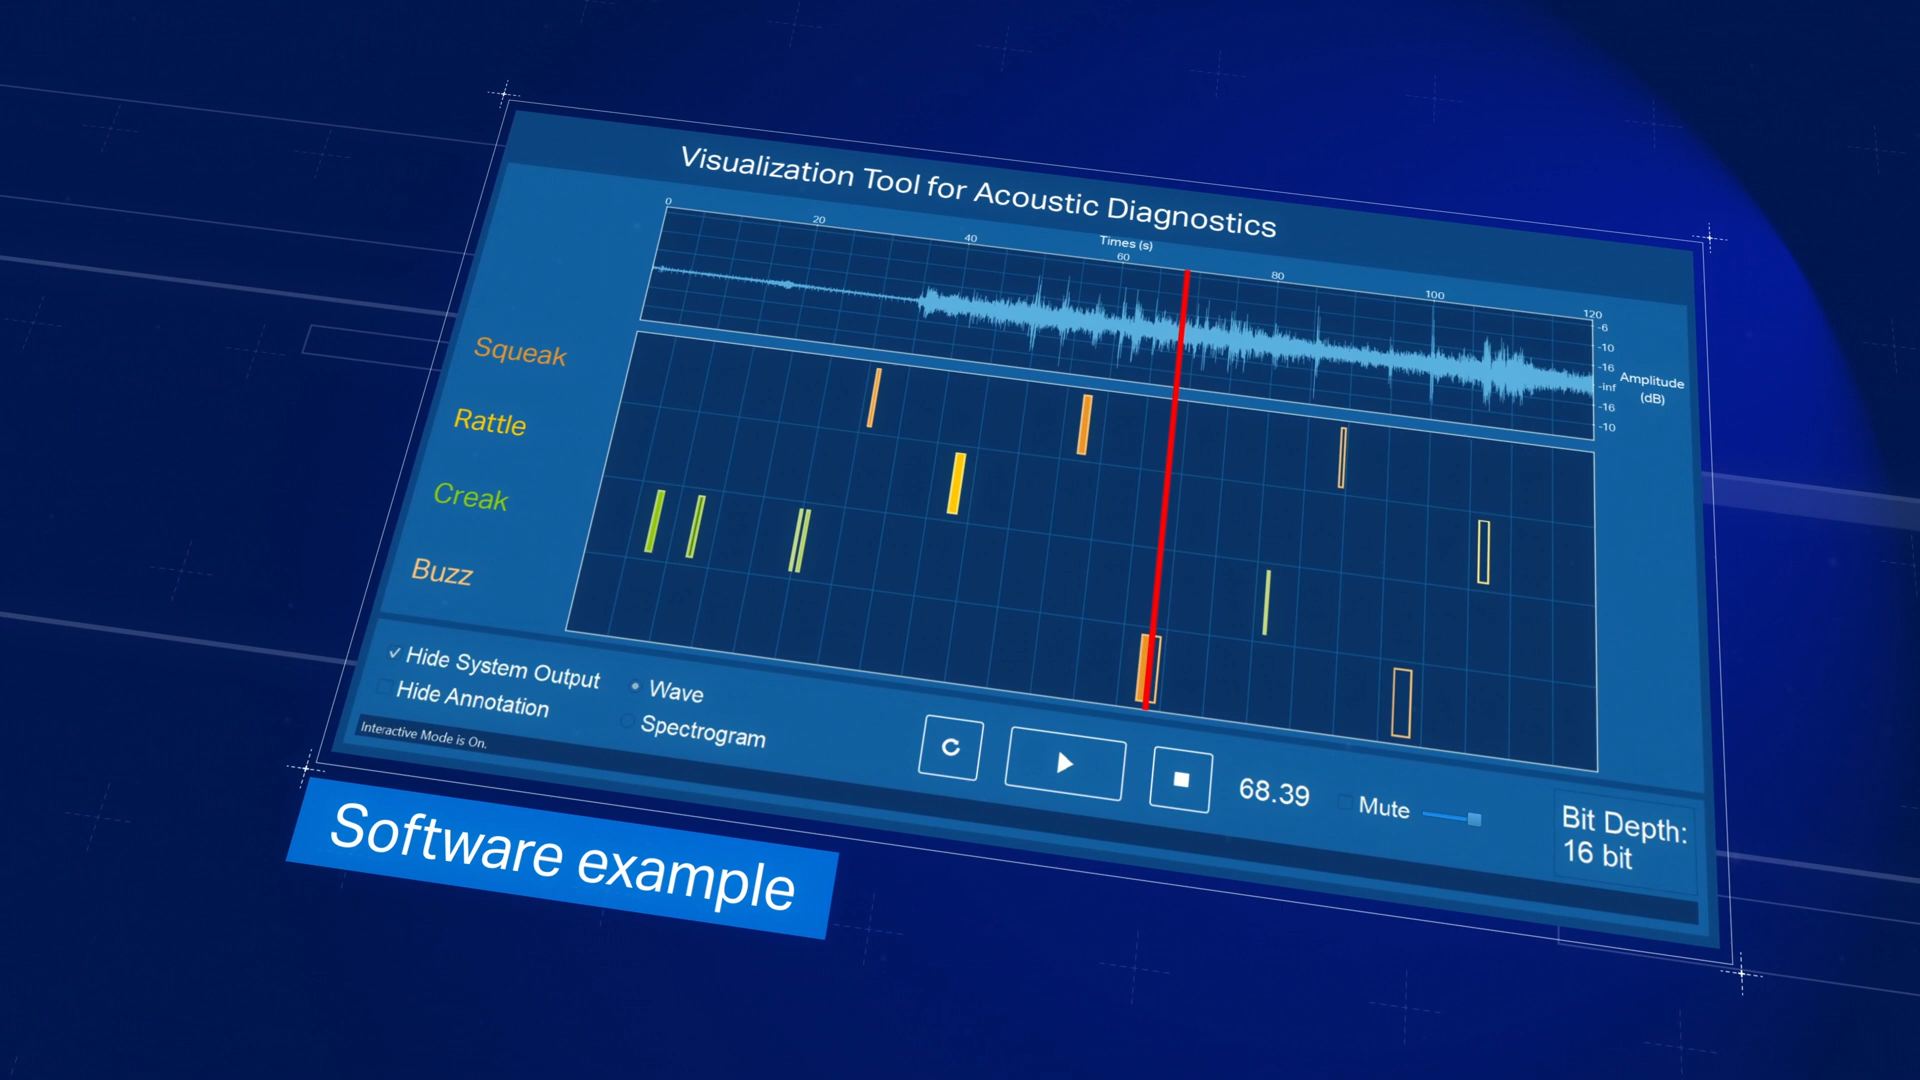 Visualization Tool for Acoustic Diagnostics
Times (s)
0 20 40 60 80 100 120
-6
-10
-16
-inf
-16
-10
Amplitude
(dB)
Squeak
Rattle
Creak
Buzz
Hide System Output
Hide Annotation
Wave
Spectrogram
68.39
Mute
Bit Depth:
16 bit
Interactive Mode is On.
Software example